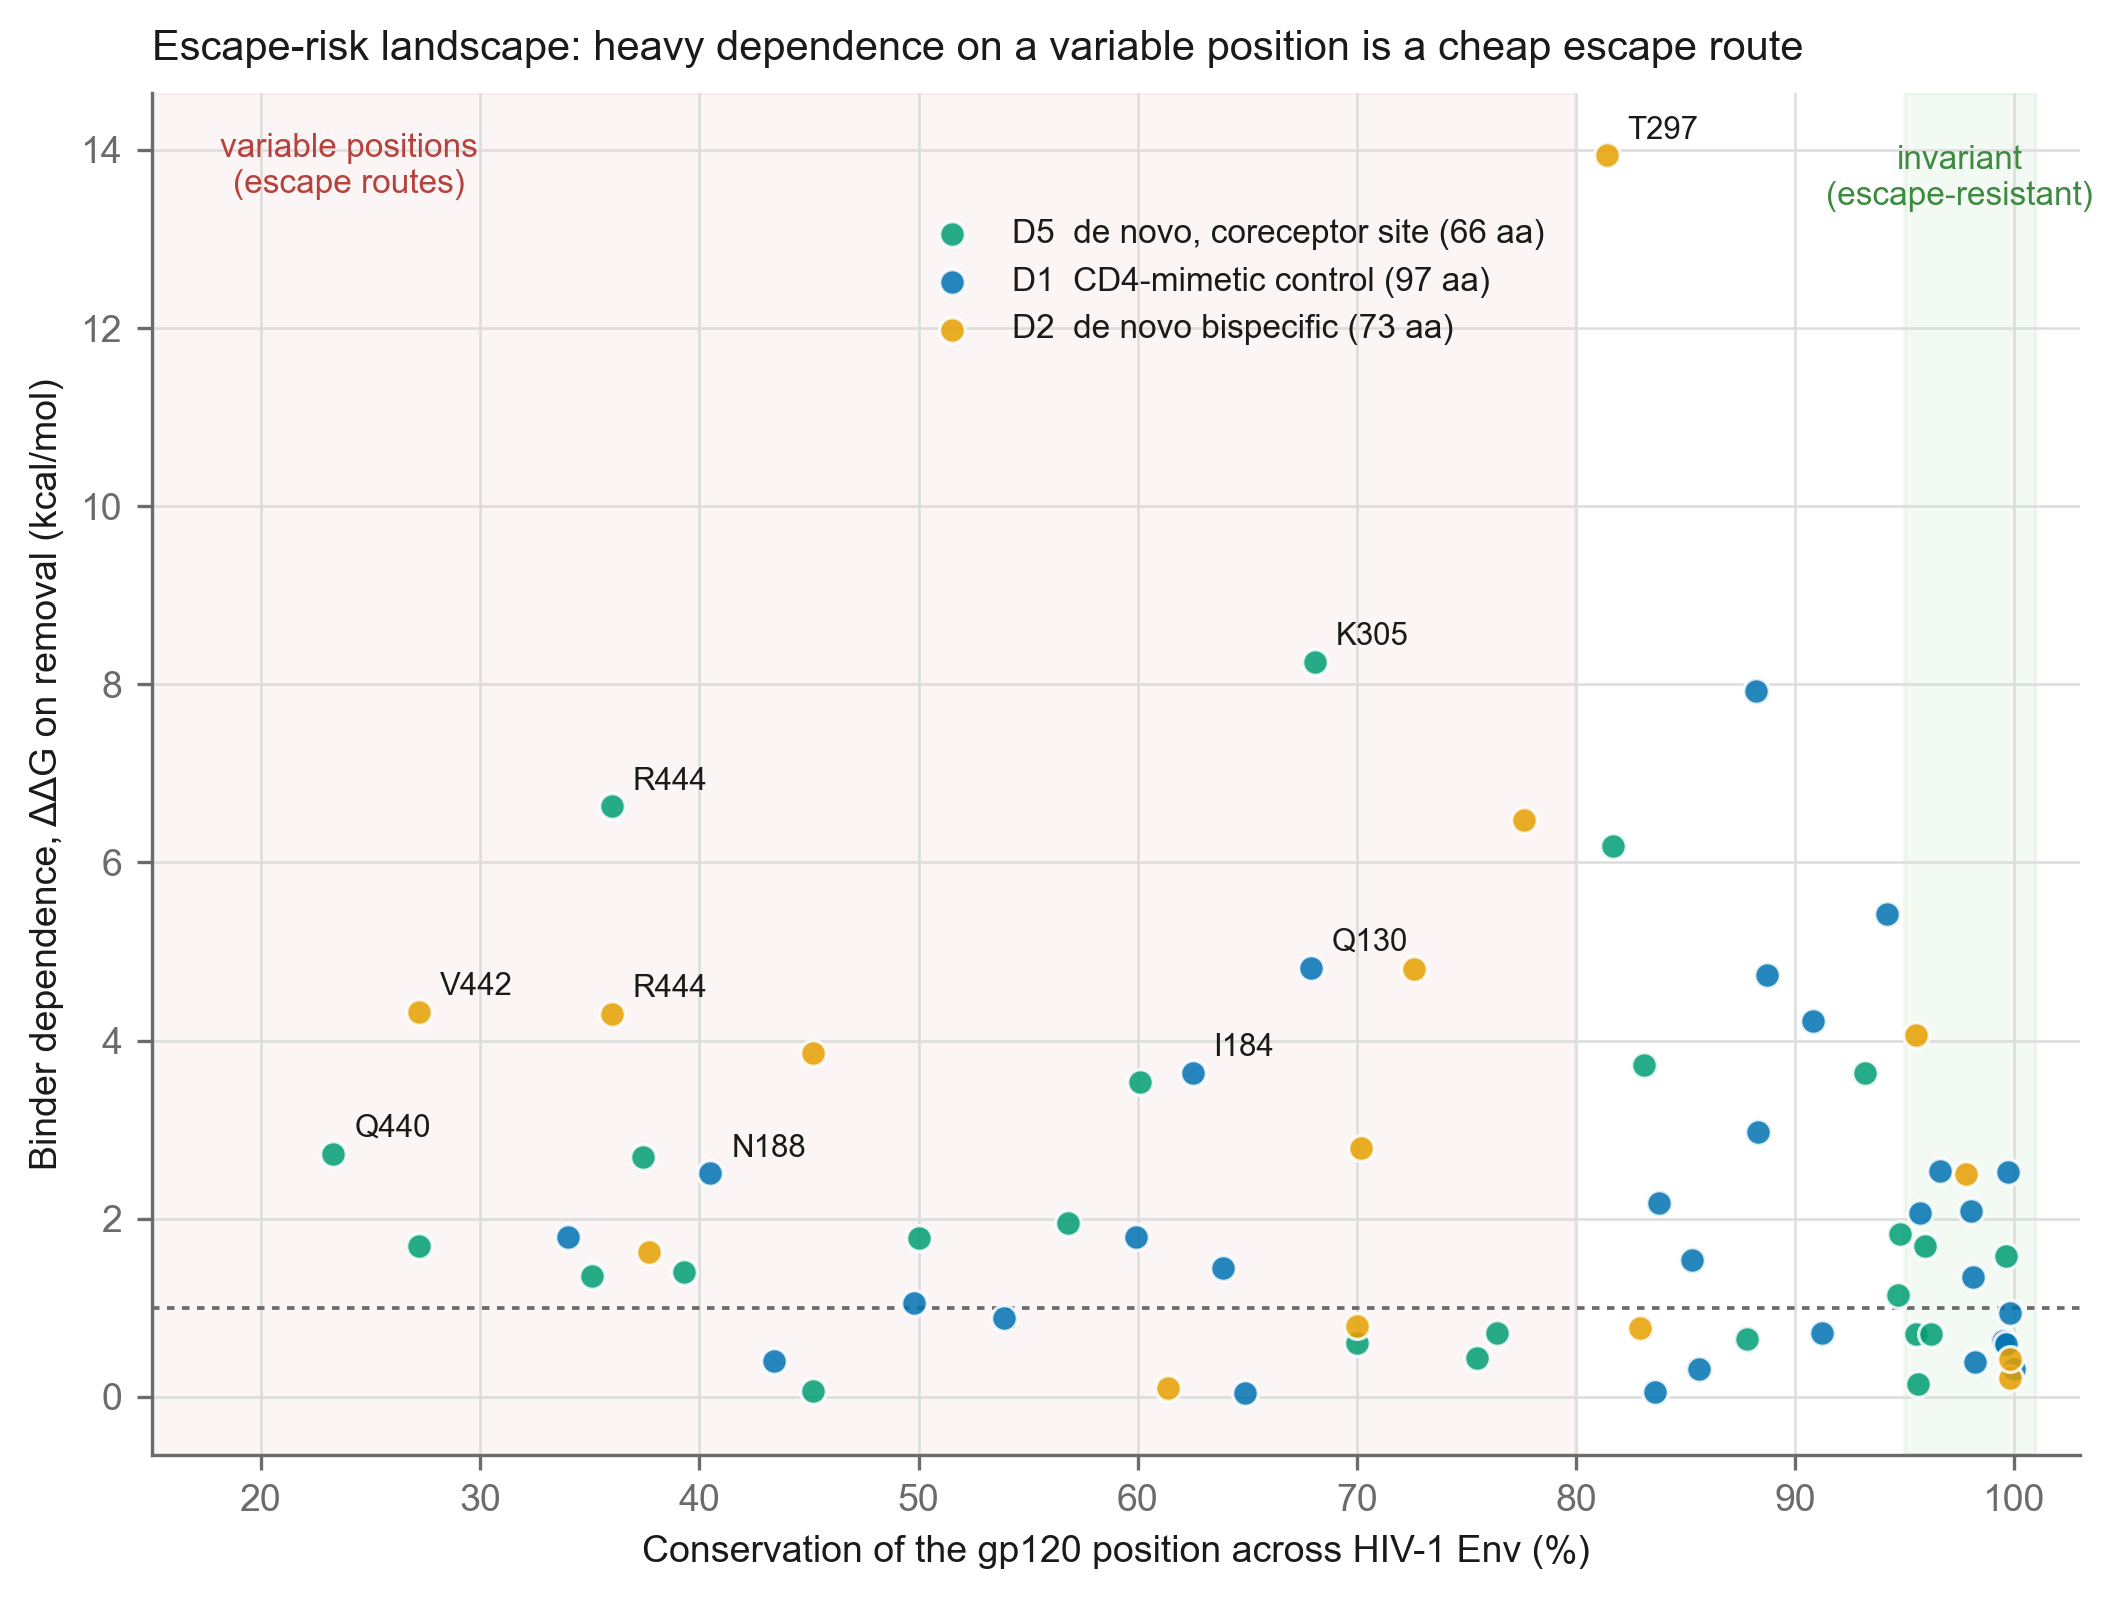 Escape-risk landscape: heavy dependence on a variable position is a cheap escape route
variable positions
(escape routes)
T297
invariant
(escape-resistant)
D5 de novo, coreceptor site (66 aa)
D1 CD4-mimetic control (97 aa)
D2 de novo bispecific (73 aa)
K305
R444
Q130
V442
R444
I184
Q440
N188
14
12
10
8
6
4
2
0
Binder dependence, ΔΔG on removal (kcal/mol)
20 30 40 50 60 70 80 90 100
Conservation of the gp120 position across HIV-1 Env (%)